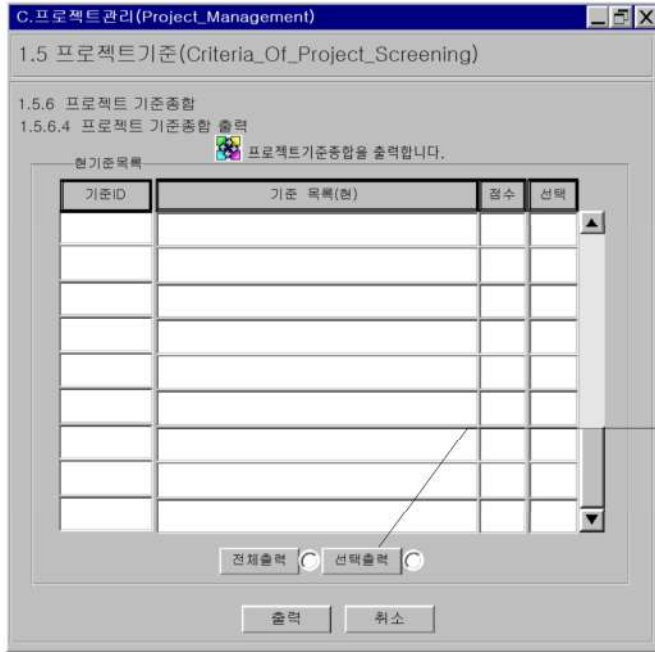 C.프로젝트관리(Project_Management)
1.5 프로젝트기준(Criteria_Of_Project_Screening)
1.5.6 프로젝트 기준종합
1.5.6.4 프로젝트 기준종합 출력
프로젝트기준종합을 출력합니다.
현기준목록
기준ID 기준 목록(현) 점수 선택
전체출력 선택출력
출력 취소